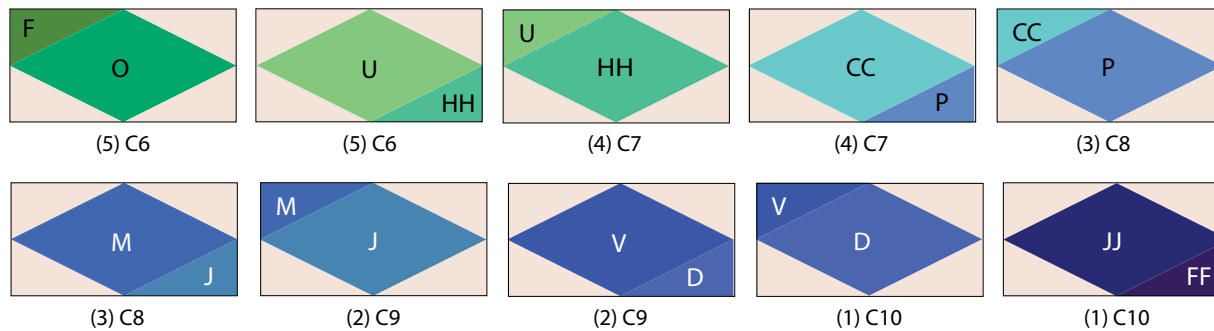 F O
U HH
U HH
CC P
CC P
(5) C6 (5) C6 (4) C7 (4) C7 (3) C8
M J
M J
V D
V D
JJ FF
(3) C8 (2) C9 (2) C9 (1) C10 (1) C10